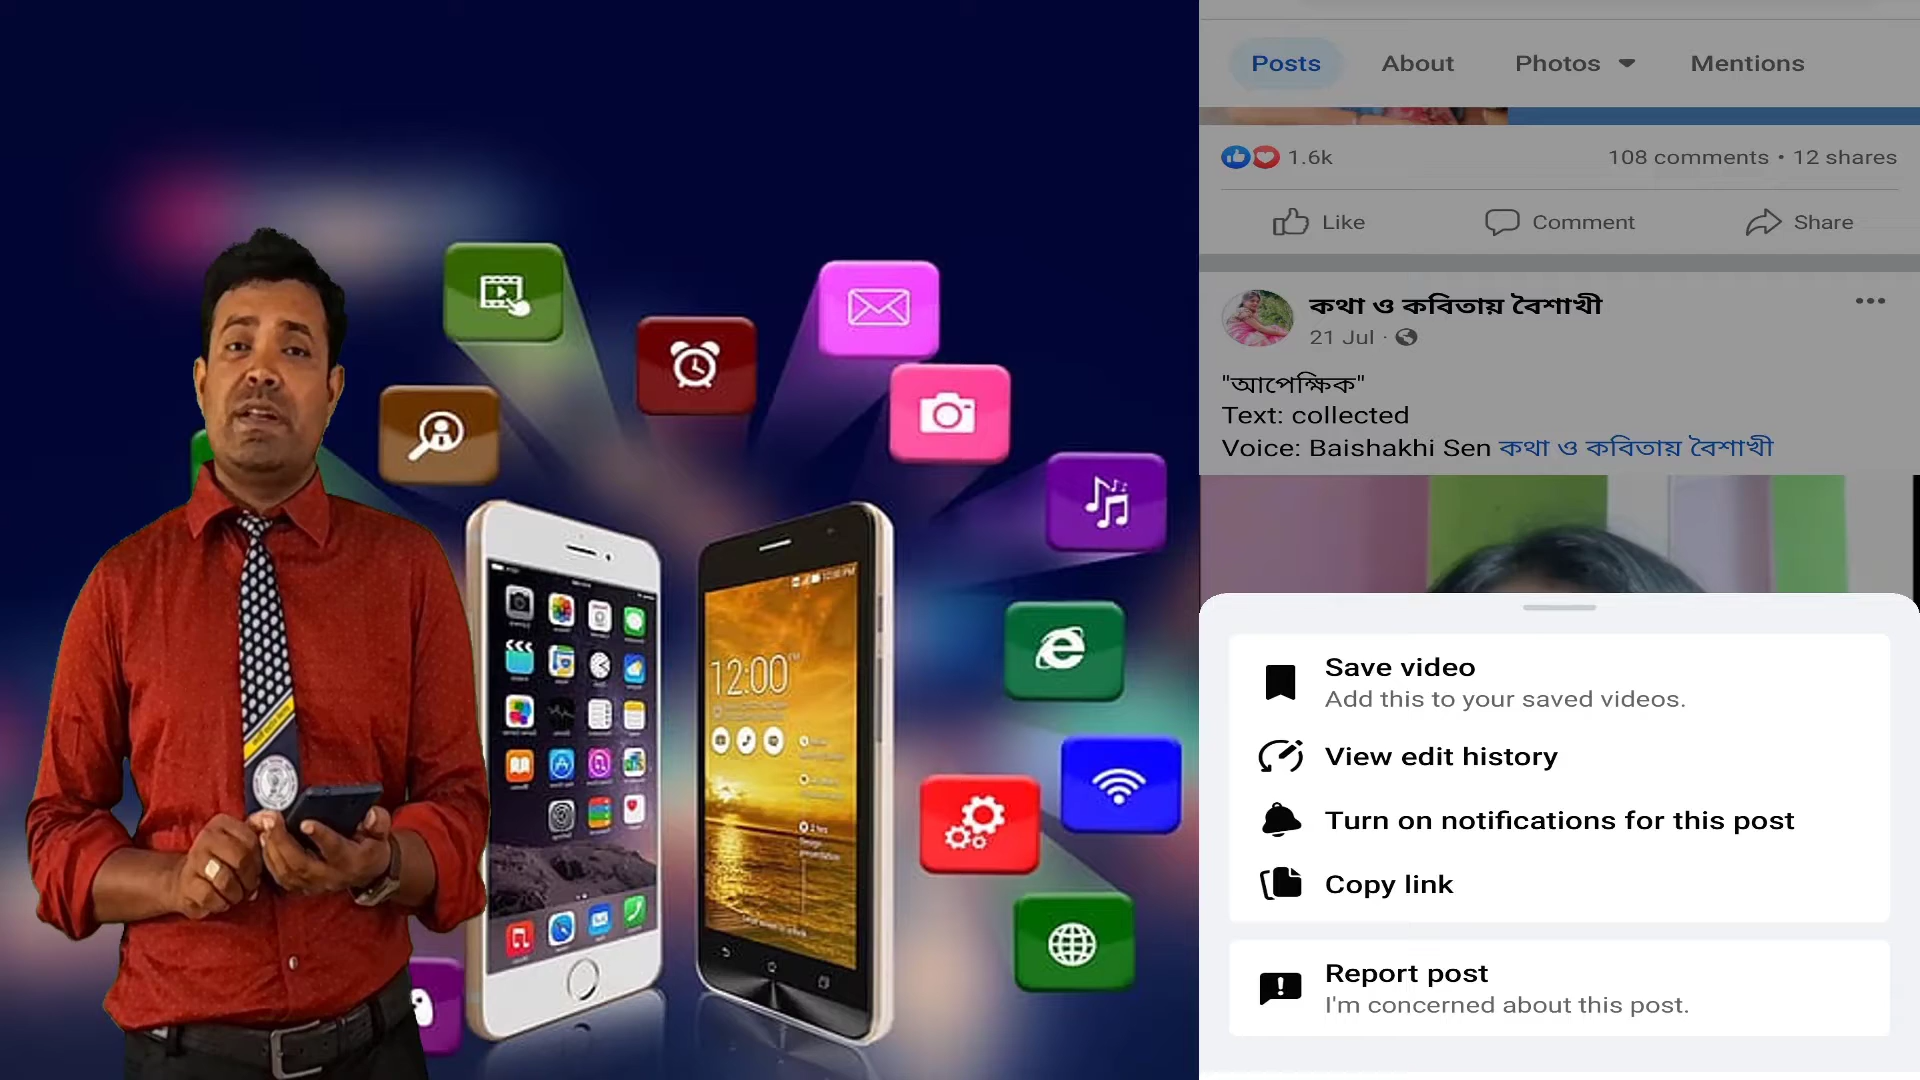 Posts
About
Photos
Mentions
1.6k
108 comments • 12 shares
Like
Comment
Share
কথা ও কবিতায় বৈশাখী
21 Jul ·
"আপেক্ষিক"
Text: collected
Voice: Baishakhi Sen কথা ও কবিতায় বৈশাখী
12:00
Save video
Add this to your saved videos.
View edit history
Turn on notifications for this post
Copy link
Report post
I'm concerned about this post.